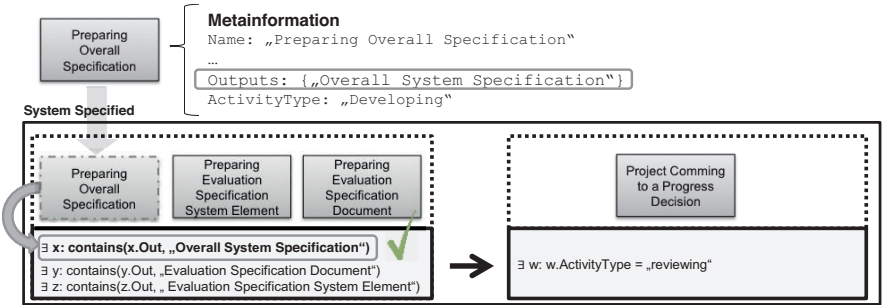 Preparing
Overall
Specification
Metainformation
Name: „Preparing Overall Specification“
…
Outputs: {„Overall System Specification“}
ActivityType: „Developing“
System Specified
Preparing
Overall
Specification
Preparing
Evaluation
Specification
System Element
Preparing
Evaluation
Specification
Document
Project Comming
to a Progress
Decision
∃ x: contains(x.Out, „Overall System Specification“)
∃ y: contains(y.Out, „Evaluation Specification Document“)
∃ z: contains(z.Out, „ Evaluation Specification System Element“)
∃ w: w.ActivityType = „reviewing“